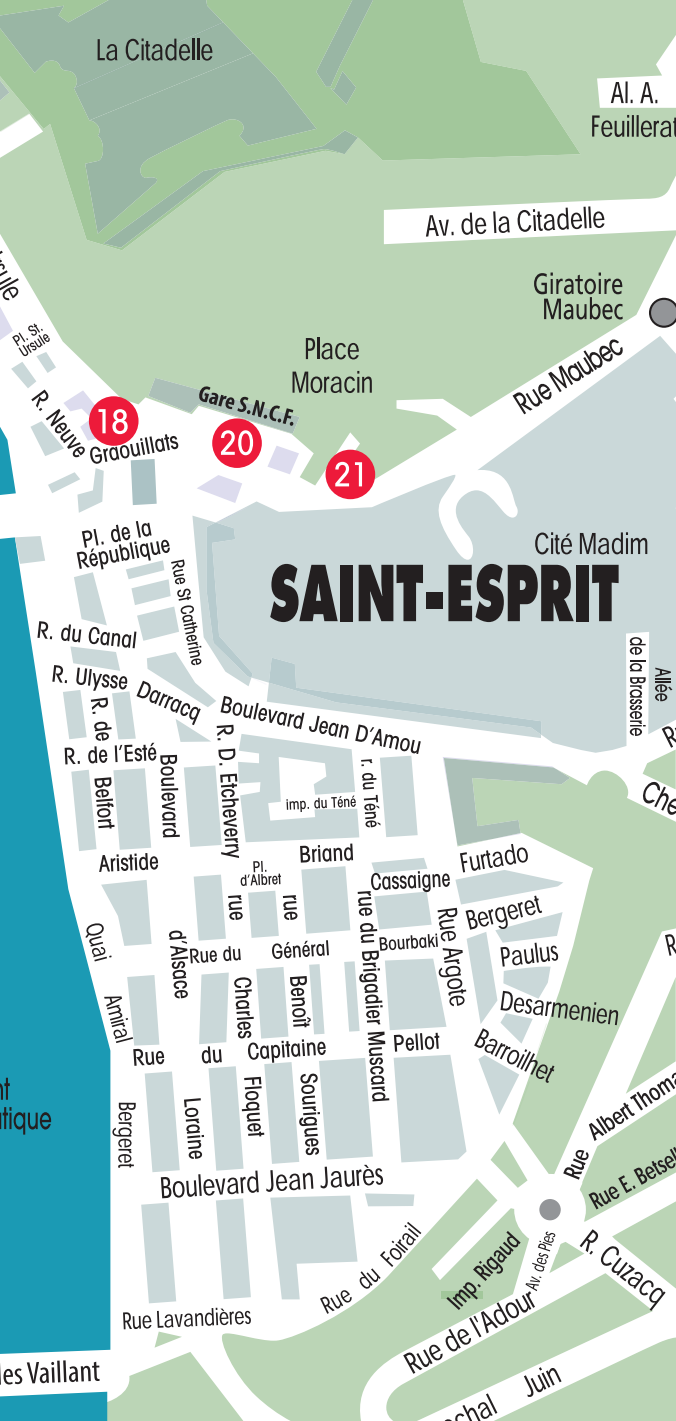 La Citadelle
Al. A.
Feuillerat
Av. de la Citadelle
Giratoire
Maubec
Pl. St.
Ursule
Place
Moracin
Rue Maubec
Gare S.N.C.F.
R. Neuve
18
Graouillats
20
21
Pl. de la
République
Rue St Catherine
Cité Madim
SAINT-ESPRIT
R. du Canal
Allée
de la Brasserie
R. Ulysse Darracq
Boulevard Jean D'Amou
R. de Belfort
R. de l'Esté
Boulevard d'Alsace Loraine
R. D. Etcheverry
imp. du Téné
r. du Téné
Aristide Briand
Pl.
d'Albret
Cassaigne
Furtado
rue Charles Floquet
rue Benoît Sourigues
rue du Brigadier Muscard
Rue Argote
Bergeret
Quai Amiral Bergeret
Rue du Général Bourbaki
Paulus
Desarmenien
Rue du Capitaine Pellot
Barroilhet
Boulevard Jean Jaurès
Rue Albert Thoma
Rue E. Betsell
Rue du Foirail
Imp. Rigaud
Av. des Pies
R. Cuzacq
Rue Lavandières
Rue de l'Adour
Vaillant
Juin